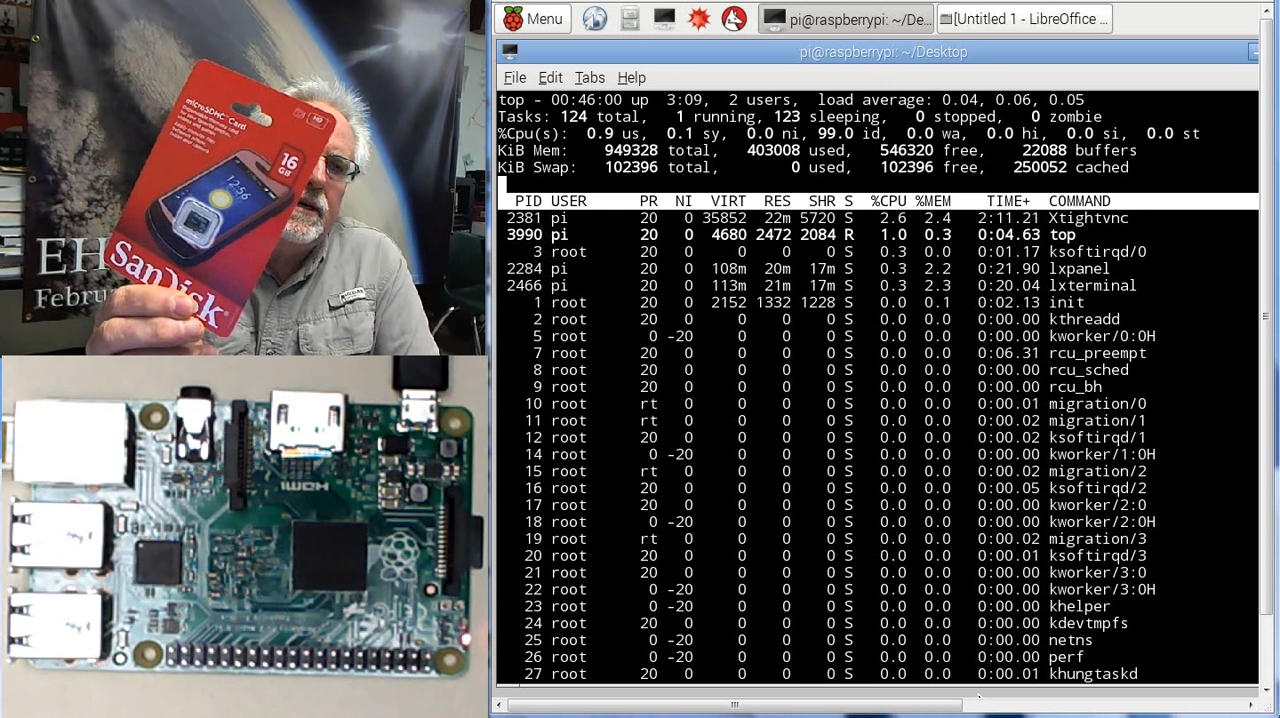 microSDHC Card
16
GB
12:56
SanDisk
EH
Febru
HDMI
Menu
pi@raspberrypi: ~/De...
[Untitled 1 - LibreOffice ...
pi@raspberrypi: ~/Desktop
File Edit Tabs Help
top - 00:46:00 up 3:09, 2 users, load average: 0.04, 0.06, 0.05
Tasks: 124 total, 1 running, 123 sleeping, 0 stopped, 0 zombie
%Cpu(s): 0.9 us, 0.1 sy, 0.0 ni, 99.0 id, 0.0 wa, 0.0 hi, 0.0 si, 0.0 st
KiB Mem: 949328 total, 403008 used, 546320 free, 22088 buffers
KiB Swap: 102396 total, 0 used, 102396 free, 250052 cached
PID USER PR NI VIRT RES SHR S %CPU %MEM TIME+ COMMAND
2381 pi 20 0 35852 22m 5720 S 2.6 2.4 2:11.21 Xtightvnc
3990 pi 20 0 4680 2472 2084 R 1.0 0.3 0:04.63 top
3 root 20 0 0 0 0 S 0.3 0.0 0:01.17 ksoftirqd/0
2284 pi 20 0 108m 20m 17m S 0.3 2.2 0:21.90 lxpanel
2466 pi 20 0 113m 21m 17m S 0.3 2.3 0:20.04 lxterminal
1 root 20 0 2152 1332 1228 S 0.0 0.1 0:02.13 init
2 root 20 0 0 0 0 S 0.0 0.0 0:00.00 kthreadd
5 root 0 -20 0 0 0 S 0.0 0.0 0:00.00 kworker/0:0H
7 root 20 0 0 0 0 S 0.0 0.0 0:06.31 rcu_preempt
8 root 20 0 0 0 0 S 0.0 0.0 0:00.00 rcu_sched
9 root 20 0 0 0 0 S 0.0 0.0 0:00.00 rcu_bh
10 root rt 0 0 0 0 S 0.0 0.0 0:00.01 migration/0
11 root rt 0 0 0 0 S 0.0 0.0 0:00.02 migration/1
12 root 20 0 0 0 0 S 0.0 0.0 0:00.02 ksoftirqd/1
14 root 0 -20 0 0 0 S 0.0 0.0 0:00.00 kworker/1:0H
15 root rt 0 0 0 0 S 0.0 0.0 0:00.02 migration/2
16 root 20 0 0 0 0 S 0.0 0.0 0:00.05 ksoftirqd/2
17 root 20 0 0 0 0 S 0.0 0.0 0:00.00 kworker/2:0
18 root 0 -20 0 0 0 S 0.0 0.0 0:00.00 kworker/2:0H
19 root rt 0 0 0 0 S 0.0 0.0 0:00.02 migration/3
20 root 20 0 0 0 0 S 0.0 0.0 0:00.01 ksoftirqd/3
21 root 20 0 0 0 0 S 0.0 0.0 0:00.00 kworker/3:0
22 root 0 -20 0 0 0 S 0.0 0.0 0:00.00 kworker/3:0H
23 root 0 -20 0 0 0 S 0.0 0.0 0:00.00 khelper
24 root 20 0 0 0 0 S 0.0 0.0 0:00.00 kdevtmpfs
25 root 0 -20 0 0 0 S 0.0 0.0 0:00.00 netns
26 root 0 -20 0 0 0 S 0.0 0.0 0:00.00 perf
27 root 20 0 0 0 0 S 0.0 0.0 0:00.01 khungtaskd